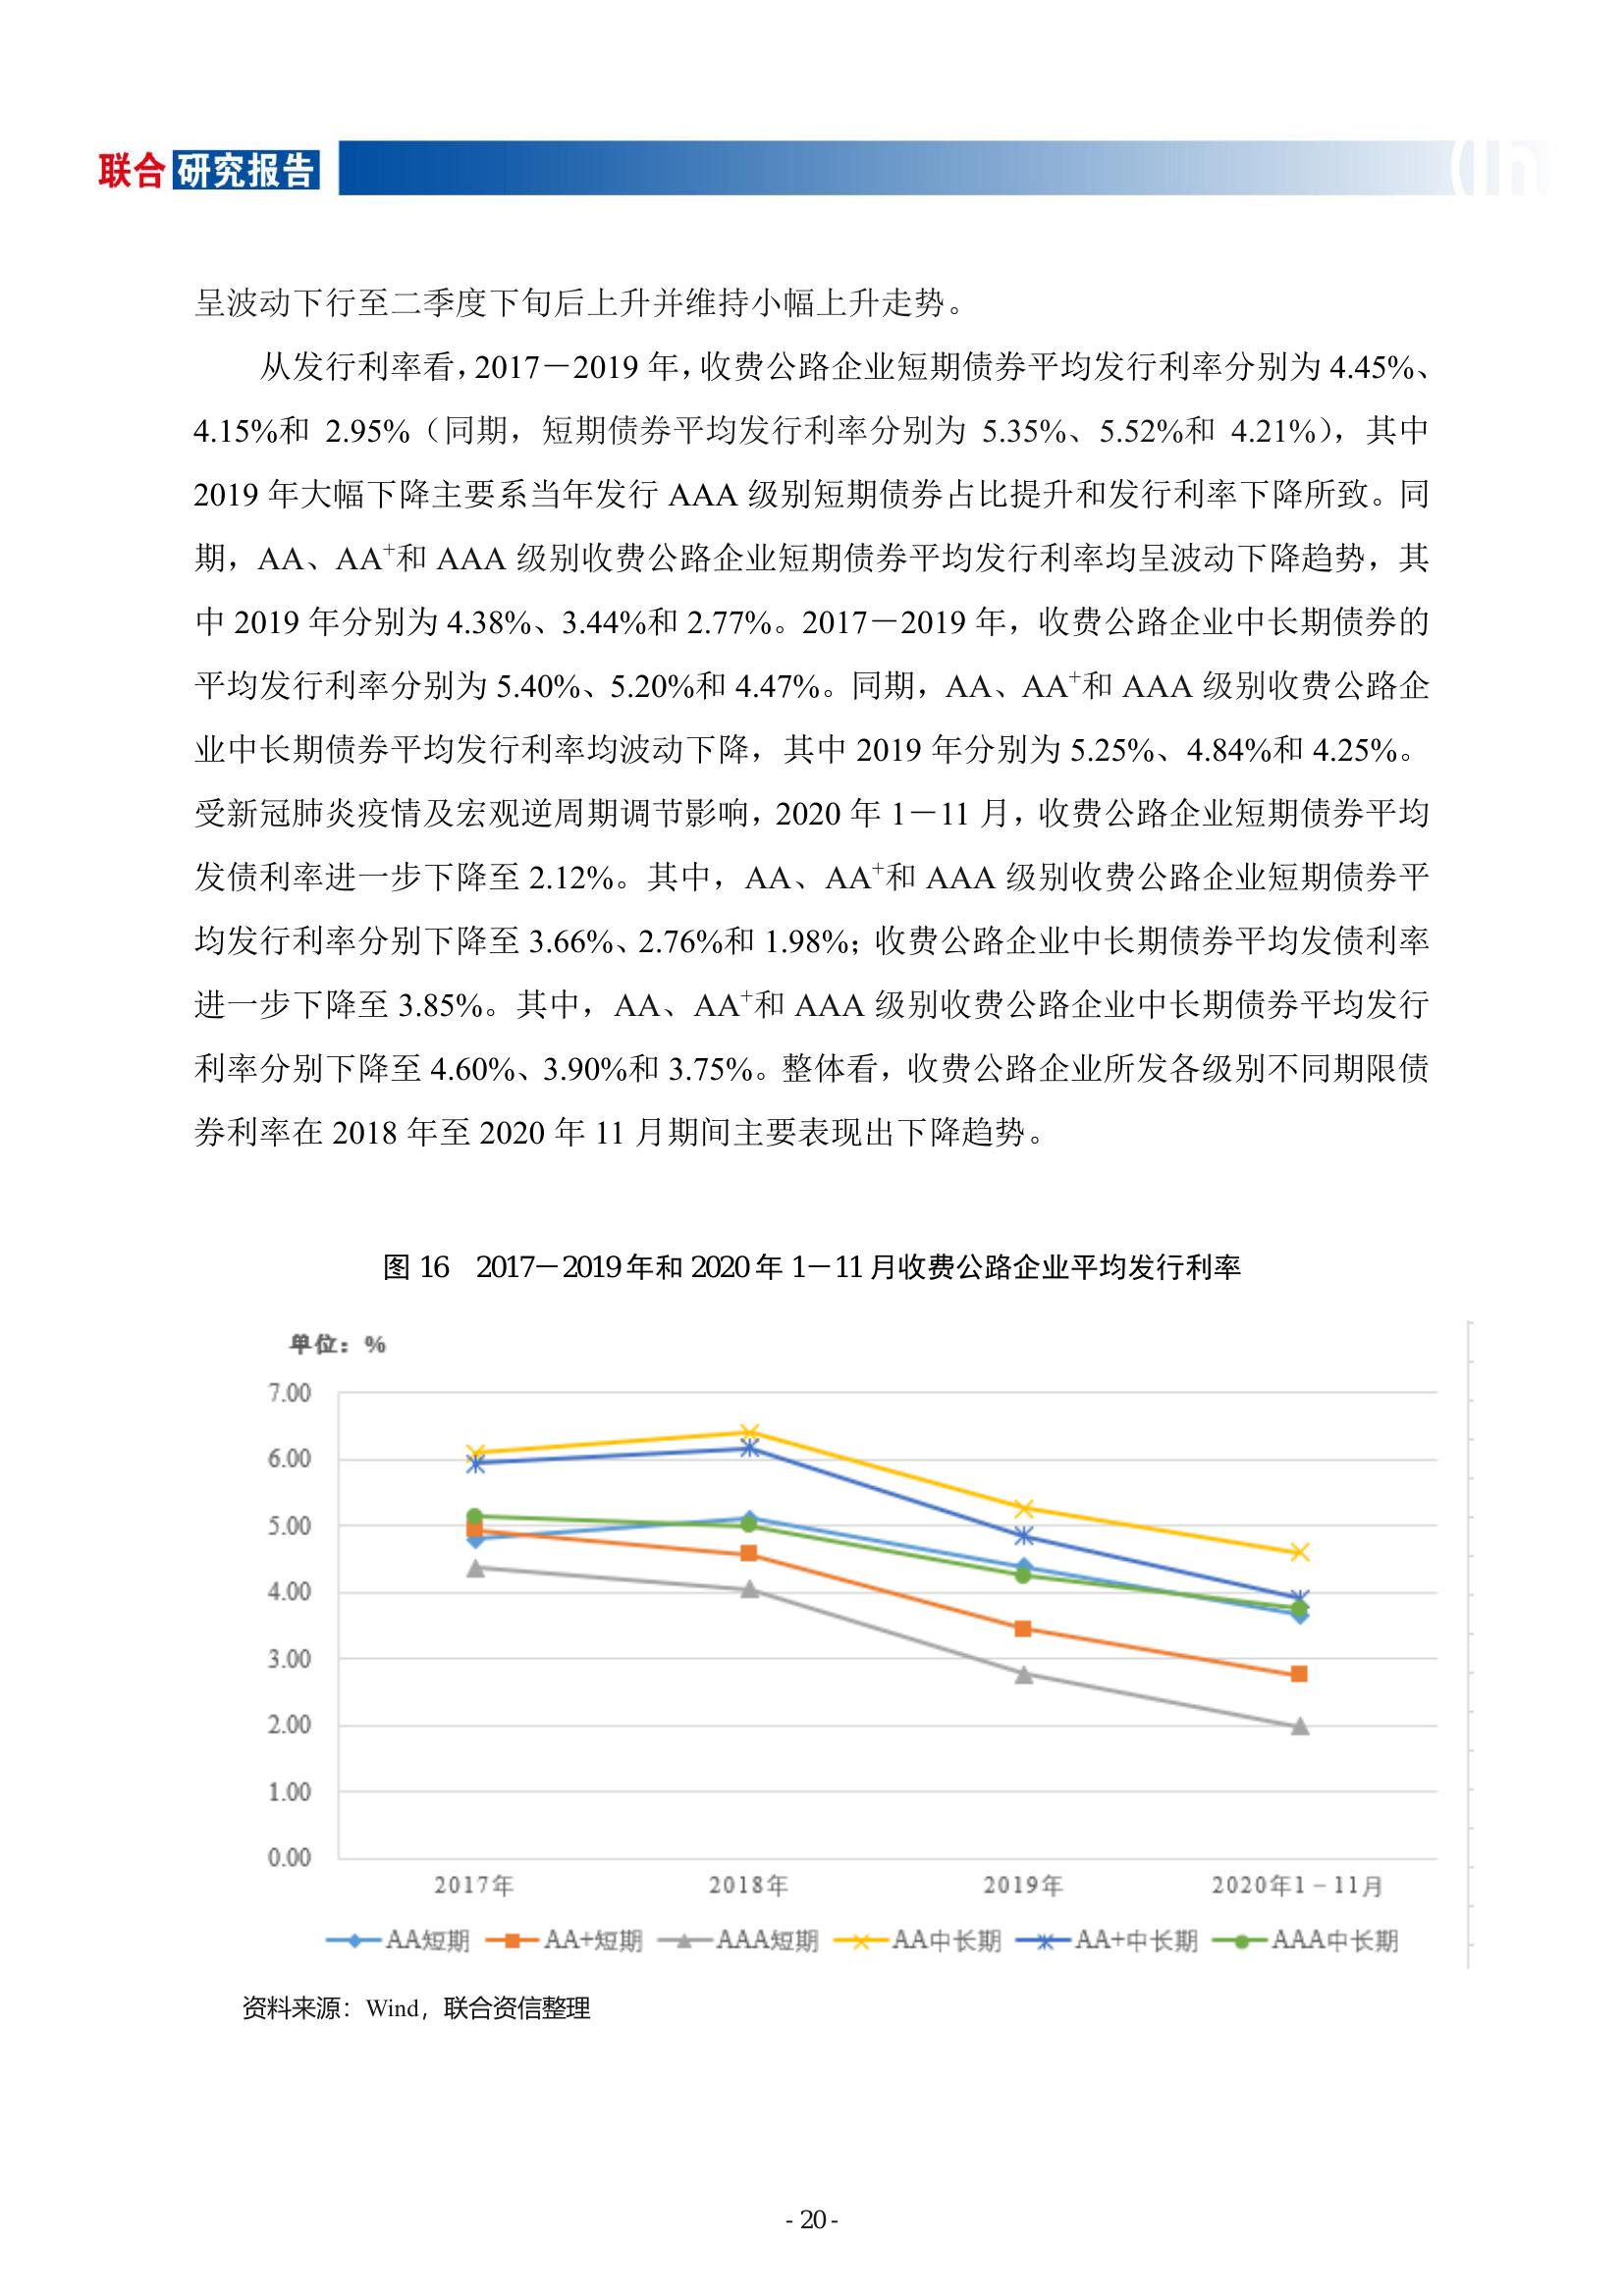 联合研究报告
呈波动下行至二季度下旬后上升并维持小幅上升走势。
从发行利率看，2017－2019 年，收费公路企业短期债券平均发行利率分别为 4.45%、
4.15%和 2.95%（同期，短期债券平均发行利率分别为 5.35%、5.52%和 4.21%），其中
2019 年大幅下降主要系当年发行 AAA 级别短期债券占比提升和发行利率下降所致。同
期，AA、AA⁺和 AAA 级别收费公路企业短期债券平均发行利率均呈波动下降趋势，其
中 2019 年分别为 4.38%、3.44%和 2.77%。2017－2019 年，收费公路企业中长期债券的
平均发行利率分别为 5.40%、5.20%和 4.47%。同期，AA、AA⁺和 AAA 级别收费公路企
业中长期债券平均发行利率均波动下降，其中 2019 年分别为 5.25%、4.84%和 4.25%。
受新冠肺炎疫情及宏观逆周期调节影响，2020 年 1－11 月，收费公路企业短期债券平均
发债利率进一步下降至 2.12%。其中，AA、AA⁺和 AAA 级别收费公路企业短期债券平
均发行利率分别下降至 3.66%、2.76%和 1.98%；收费公路企业中长期债券平均发债利率
进一步下降至 3.85%。其中，AA、AA⁺和 AAA 级别收费公路企业中长期债券平均发行
利率分别下降至 4.60%、3.90%和 3.75%。整体看，收费公路企业所发各级别不同期限债
券利率在 2018 年至 2020 年 11 月期间主要表现出下降趋势。
图 16 2017－2019 年和 2020 年 1－11 月收费公路企业平均发行利率
单位：%
7.00
6.00
5.00
4.00
3.00
2.00
1.00
0.00
2017年 2018年 2019年 2020年1－11月
AA短期 AA+短期 AAA短期 AA中长期 AA+中长期 AAA中长期
资料来源：Wind，联合资信整理
- 20 -